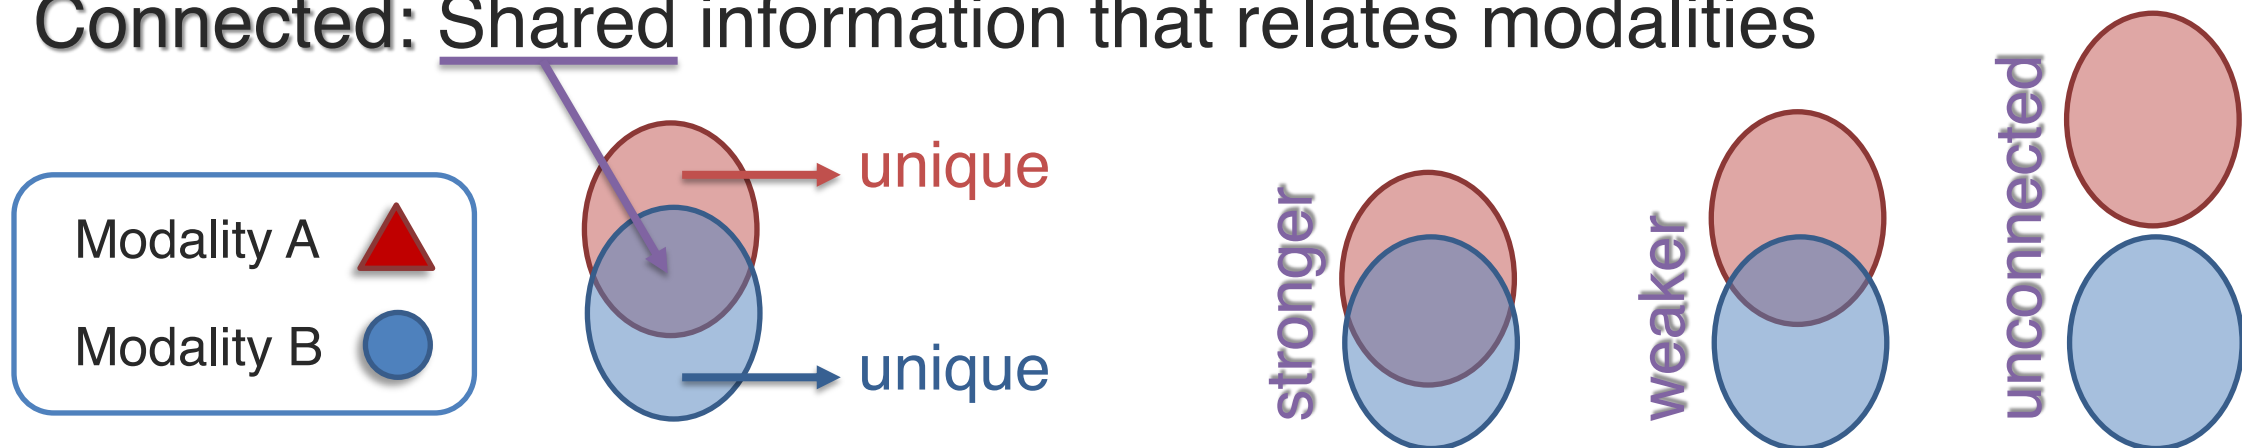 Connected: Shared information that relates modalities
Modality A
Modality B
unique
unique
stronger
weaker
unconnected